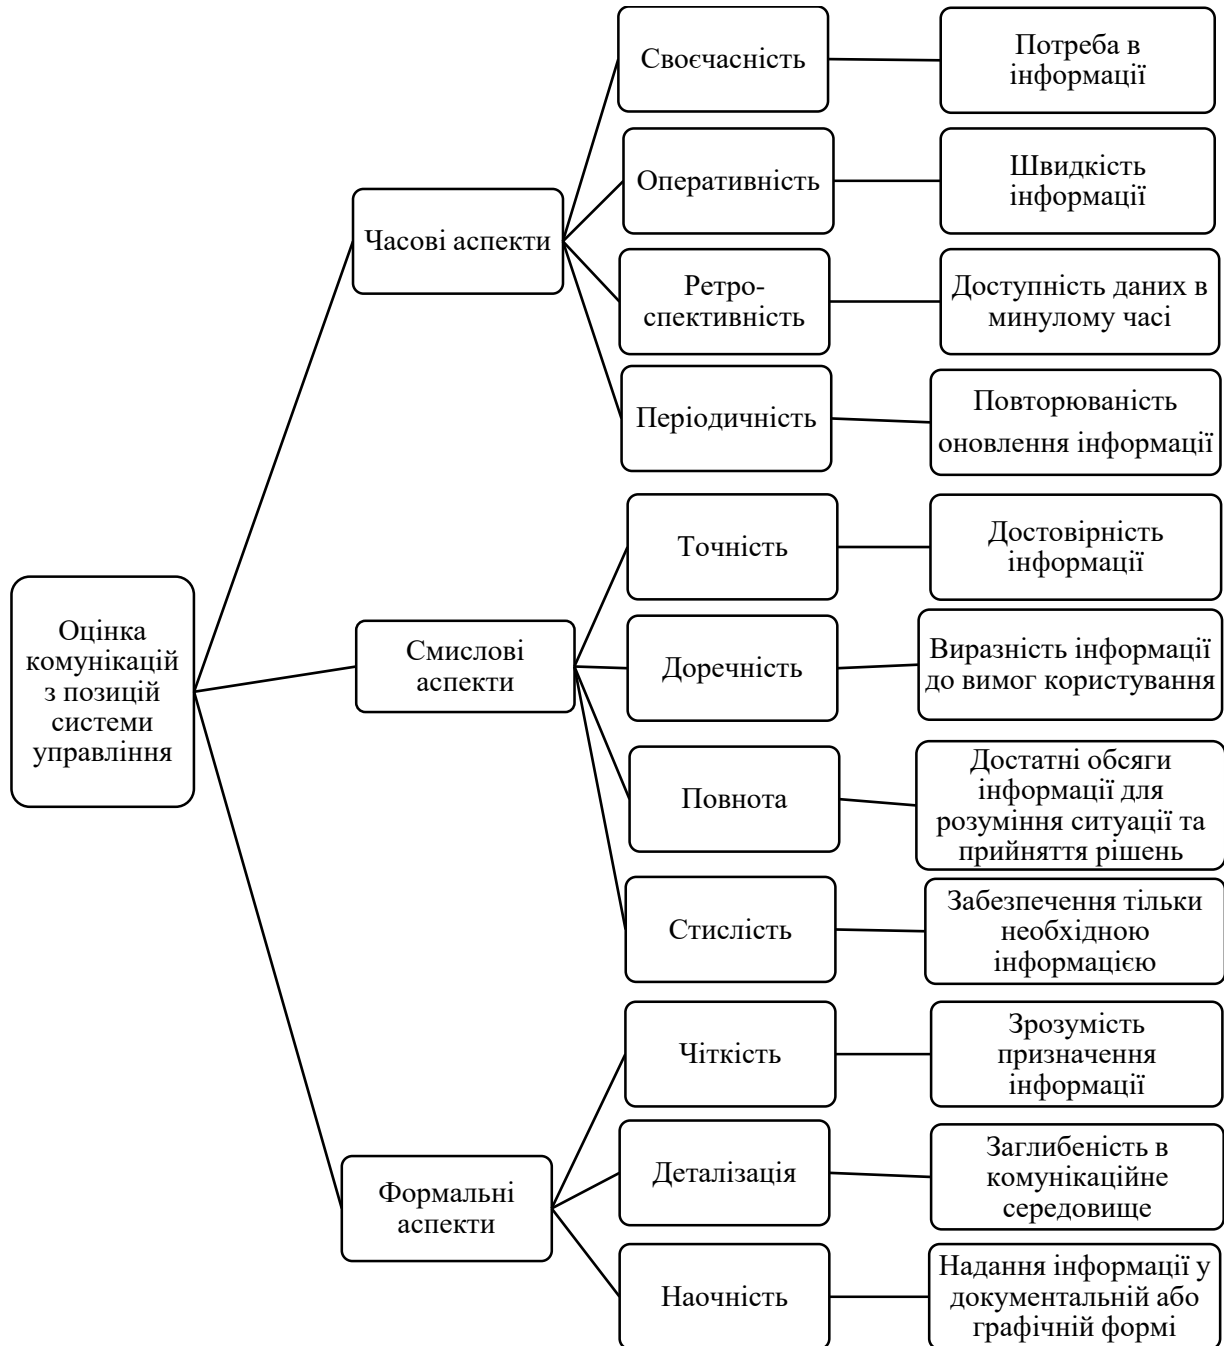 Своєчасність
Потреба в
інформації
Оперативність
Швидкість
інформації
Часові аспекти
Ретро-
спективність
Доступність даних в
минулому часі
Періодичність
Повторюваність
оновлення інформації
Точність
Достовірність
інформації
Оцінка
комунікацій
з позицій
системи
управління
Смислові
аспекти
Доречність
Виразність інформації
до вимог користування
Повнота
Достатні обсяги
інформації для
розуміння ситуації та
прийняття рішень
Стислість
Забезпечення тільки
необхідною
інформацією
Чіткість
Зрозумість
призначення
інформації
Формальні
аспекти
Деталізація
Заглибеність в
комунікаційне
середовище
Наочність
Надання інформації у
документальній або
графічній формі